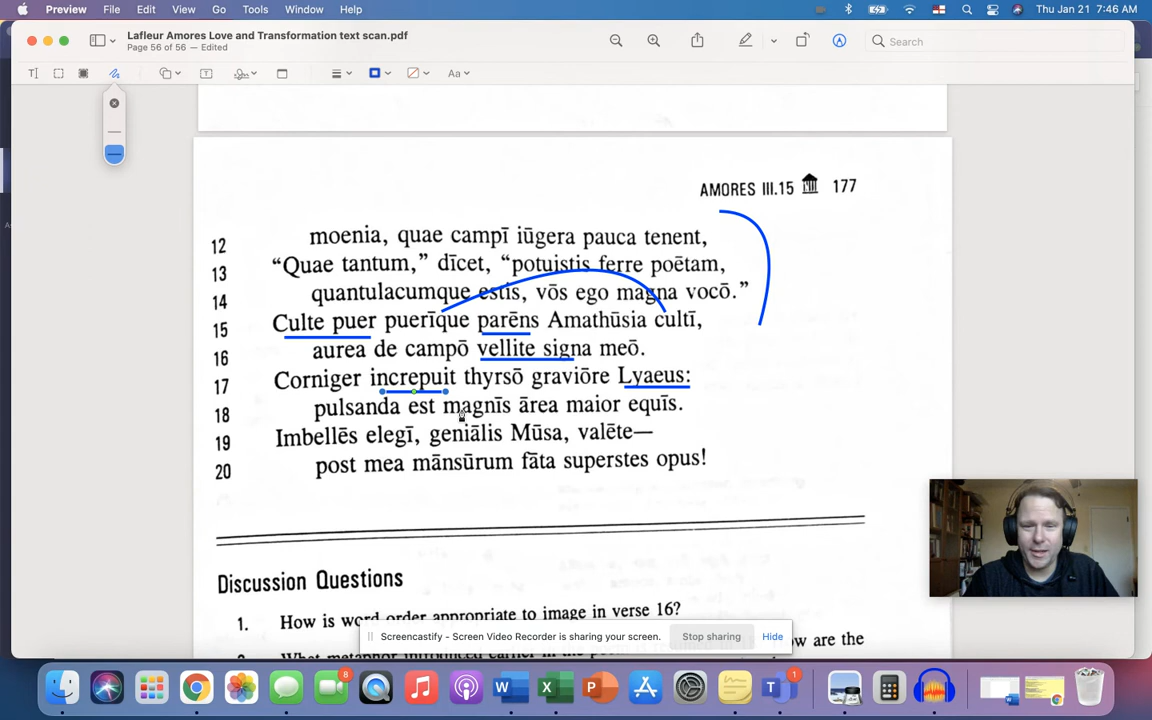 Preview File Edit View Go Tools Window Help
Thu Jan 21 7:46 AM
Lafleur Amores Love and Transformation text scan.pdf
Page 56 of 56 — Edited
Search
Aa
AMORES III.15 177
12 moenia, quae campī iūgera pauca tenent,
13 “Quae tantum,” dīcet, “potuistis ferre poētam,
14 quantulacumque estis, vōs ego magna vocō.”
15 Culte puer puerīque parēns Amathūsia cultī,
16 aurea de campō vellite signa meō.
17 Corniger increpuit thyrsō graviōre Lyaeus:
18 pulsanda est magnīs ārea maior equīs.
19 Imbellēs elegī, geniālis Mūsa, valēte—
20 post mea mānsūrum fāta superstes opus!
Discussion Questions
1. How is word order appropriate to image in verse 16?
Screencastify - Screen Video Recorder is sharing your screen. Stop sharing Hide
ow are the
8
1